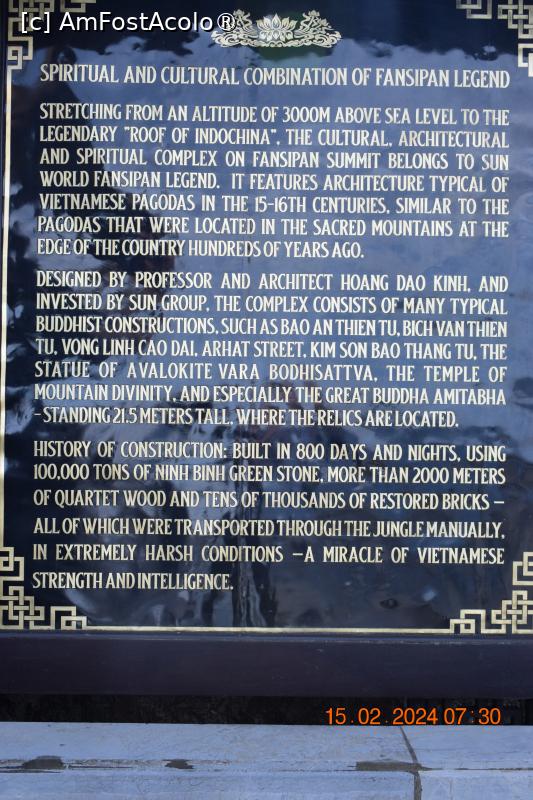 [c] AmFostAcolo®
SPIRITUAL AND CULTURAL COMBINATION OF FANSIPAN LEGEND
STRETCHING FROM AN ALTITUDE OF 3000M ABOVE SEA LEVEL TO THE
LEGENDARY "ROOF OF INDOCHINA", THE CULTURAL, ARCHITECTURAL
AND SPIRITUAL COMPLEX ON FANSIPAN SUMMIT BELONGS TO SUN
WORLD FANSIPAN LEGEND. IT FEATURES ARCHITECTURE TYPICAL OF
VIETNAMESE PAGODAS IN THE 15-16TH CENTURIES, SIMILAR TO THE
PAGODAS THAT WERE LOCATED IN THE SACRED MOUNTAINS AT THE
EDGE OF THE COUNTRY HUNDREDS OF YEARS AGO.
DESIGNED BY PROFESSOR AND ARCHITECT HOANG DAO KINH, AND
INVESTED BY SUN GROUP, THE COMPLEX CONSISTS OF MANY TYPICAL
BUDDHIST CONSTRUCTIONS, SUCH AS BAO AN THIEN TU, BICH VAN THIEN
TU, VONG LINH CAO DAI, ARHAT STREET, KIM SON BAO THANG TU, THE
STATUE OF AVALOKITE VARA BODHISATTVA, THE TEMPLE OF
MOUNTAIN DIVINITY, AND ESPECIALLY THE GREAT BUDDHA AMITABHA
- STANDING 21.5 METERS TALL, WHERE THE RELICS ARE LOCATED.
HISTORY OF CONSTRUCTION: BUILT IN 800 DAYS AND NIGHTS, USING
100,000 TONS OF NINH BINH GREEN STONE, MORE THAN 2000 METERS
OF QUARTET WOOD AND TENS OF THOUSANDS OF RESTORED BRICKS –
ALL OF WHICH WERE TRANSPORTED THROUGH THE JUNGLE MANUALLY,
IN EXTREMELY HARSH CONDITIONS –A MIRACLE OF VIETNAMESE
STRENGTH AND INTELLIGENCE.
15.02.2024 07:30